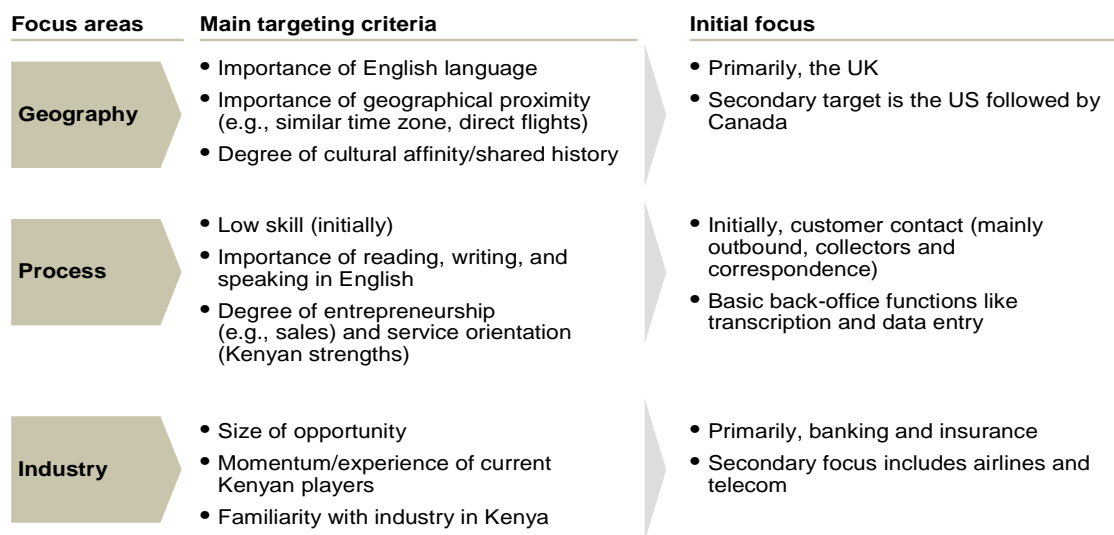 Focus areas
Main targeting criteria
Initial focus
Geography
• Importance of English language
• Importance of geographical proximity
(e.g., similar time zone, direct flights)
• Degree of cultural affinity/shared history
• Primarily, the UK
• Secondary target is the US followed by
Canada
Process
• Low skill (initially)
• Importance of reading, writing, and
speaking in English
• Degree of entrepreneurship
(e.g., sales) and service orientation
(Kenyan strengths)
• Initially, customer contact (mainly
outbound, collectors and
correspondence)
• Basic back-office functions like
transcription and data entry
Industry
• Size of opportunity
• Momentum/experience of current
Kenyan players
• Familiarity with industry in Kenya
• Primarily, banking and insurance
• Secondary focus includes airlines and
telecom